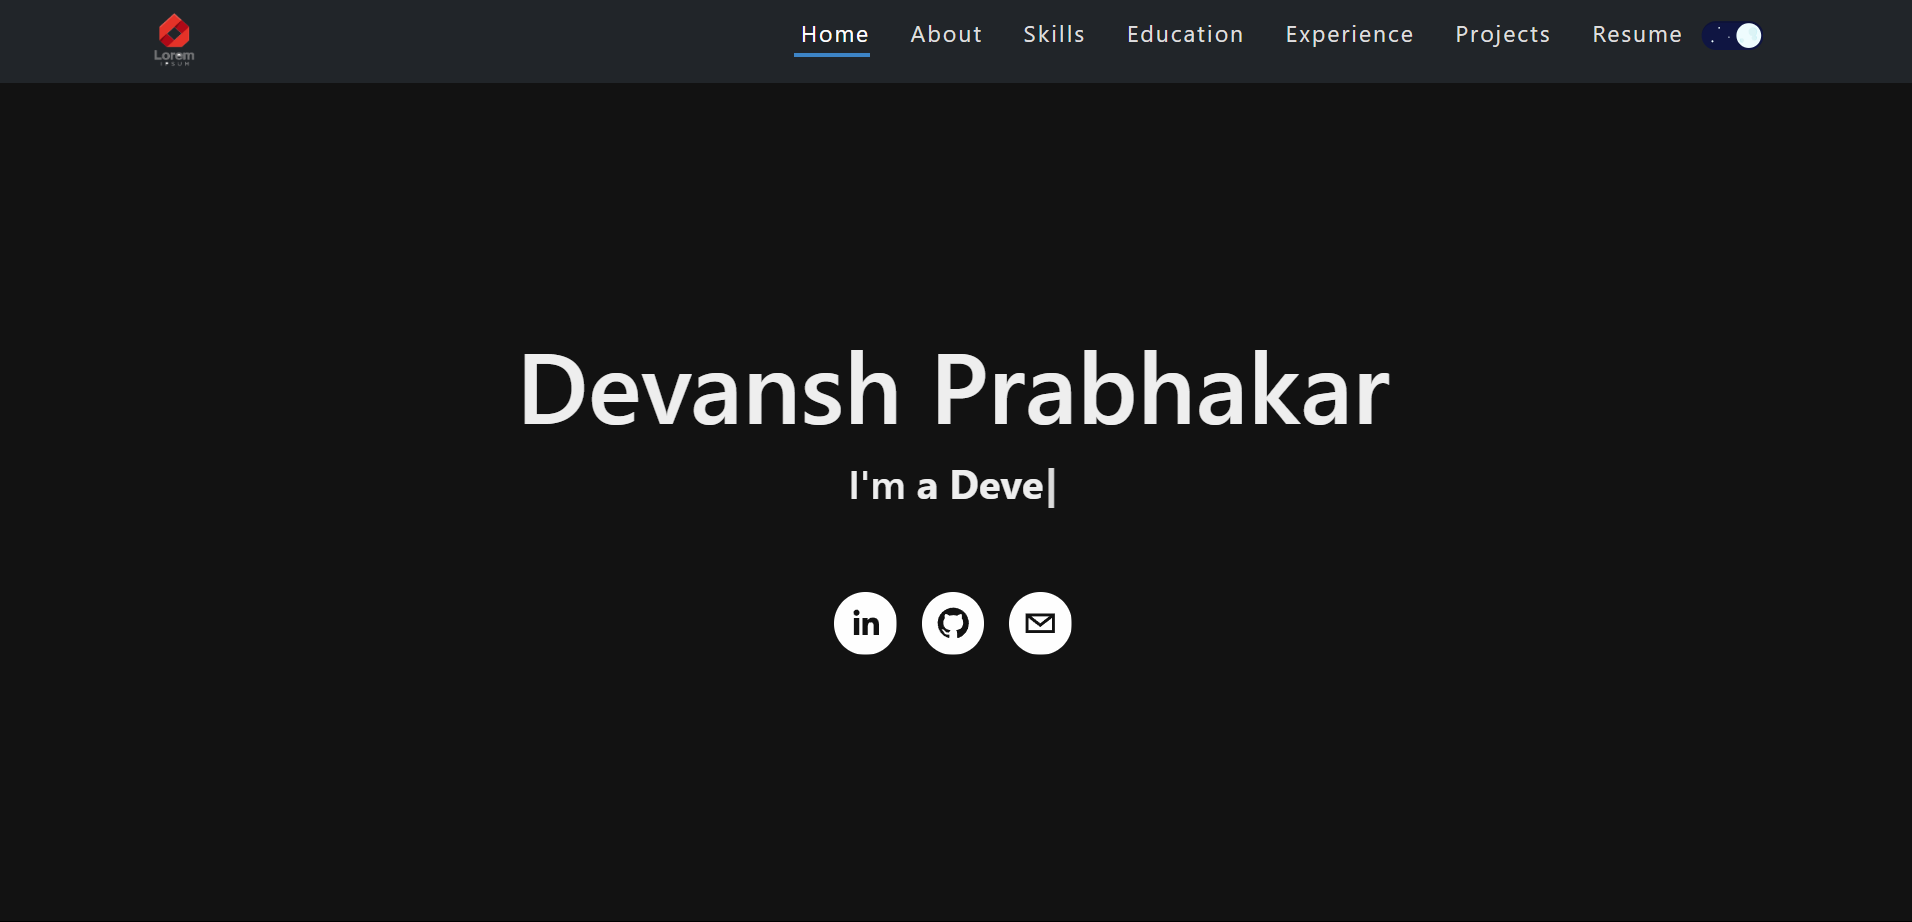 Lorem
IPSUM
Home About Skills Education Experience Projects Resume
Devansh Prabhakar
I'm a Deve|
in